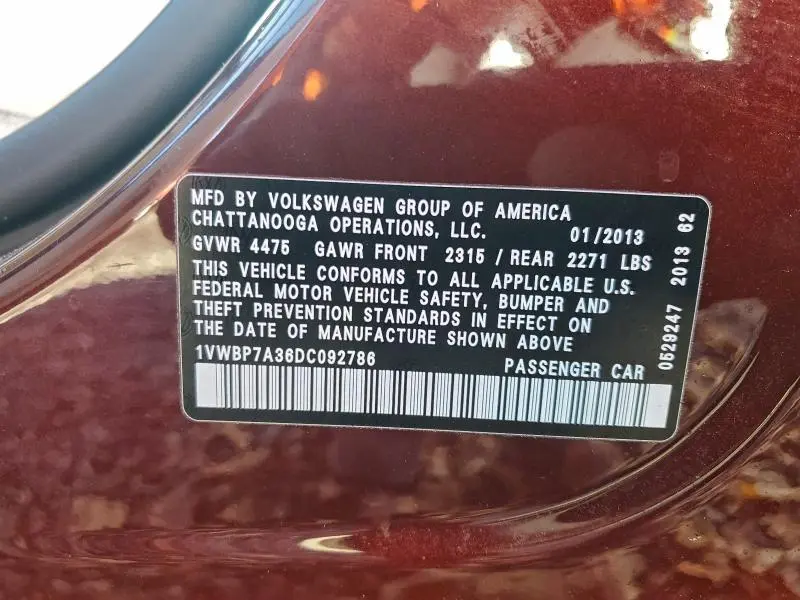 MFD BY VOLKSWAGEN GROUP OF AMERICA
CHATTANOOGA OPERATIONS, LLC. 01/2013
GVWR 4475 GAWR FRONT 2315 / REAR 2271 LBS
THIS VEHICLE CONFORMS TO ALL APPLICABLE U.S.
FEDERAL MOTOR VEHICLE SAFETY, BUMPER AND
THEFT PREVENTION STANDARDS IN EFFECT ON
THE DATE OF MANUFACTURE SHOWN ABOVE
1VWBP7A36DC092786 PASSENGER CAR
0529247 2013 62